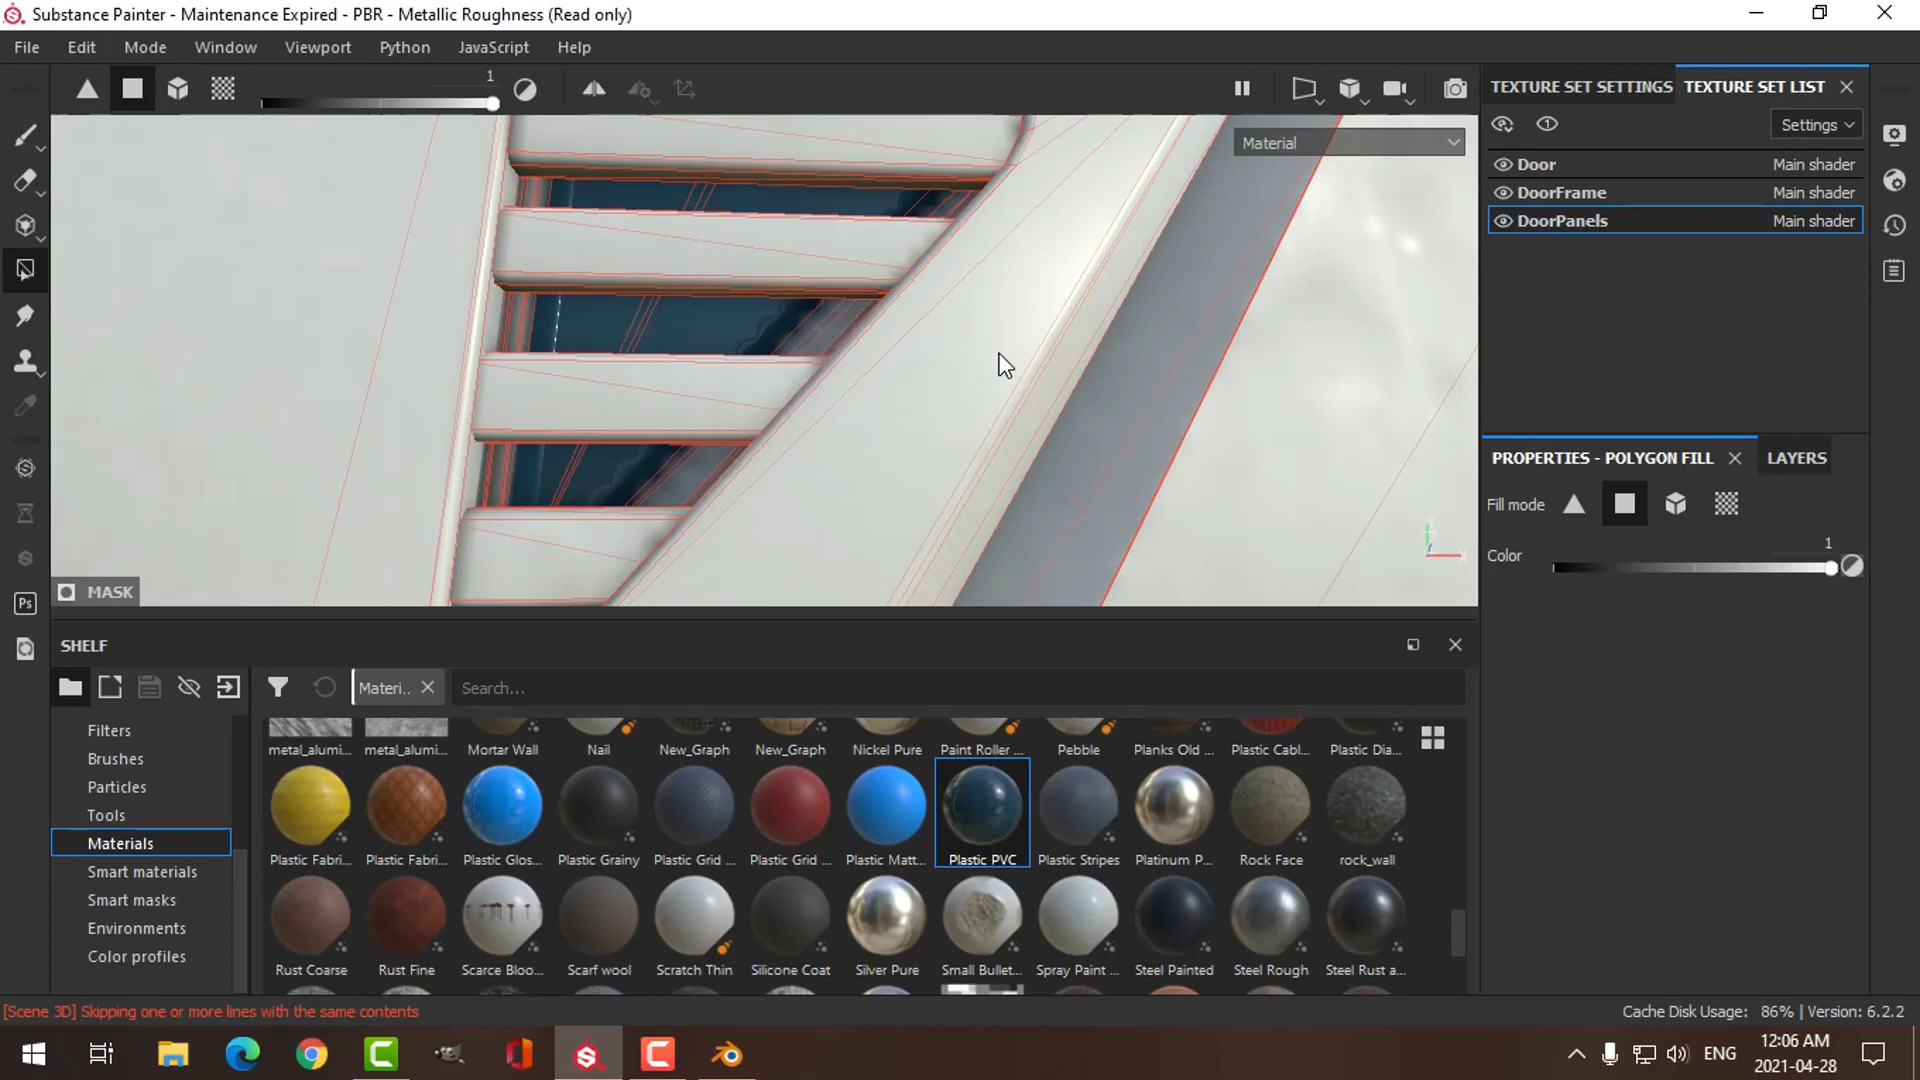 Substance Painter - Maintenance Expired - PBR - Metallic Roughness (Read only)
File Edit Mode Window Viewport Python JavaScript Help
1
TEXTURE SET SETTINGS TEXTURE SET LIST
Settings
Material
Door Main shader
DoorFrame Main shader
DoorPanels Main shader
PROPERTIES - POLYGON FILL LAYERS
Fill mode
Color 1
MASK
SHELF
Materi.. Search...
Filters
Brushes
Particles
Tools
Materials
Smart materials
Smart masks
Environments
Color profiles
metal_alumi... metal_alumi... Mortar Wall Nail New_Graph New_Graph Nickel Pure Paint Roller ... Pebble Planks Old ... Plastic Cabl... Plastic Dia...
Plastic Fabri... Plastic Fabri... Plastic Glos... Plastic Grainy Plastic Grid ... Plastic Grid ... Plastic Matt... Plastic PVC Plastic Stripes Platinum P... Rock Face rock_wall
Rust Coarse Rust Fine Scarce Bloo... Scarf wool Scratch Thin Silicone Coat Silver Pure Small Bullet... Spray Paint ... Steel Painted Steel Rough Steel Rust a...
[Scene 3D] Skipping one or more lines with the same contents
Cache Disk Usage: 86% | Version: 6.2.2
ENG
12:06 AM
2021-04-28
Ps